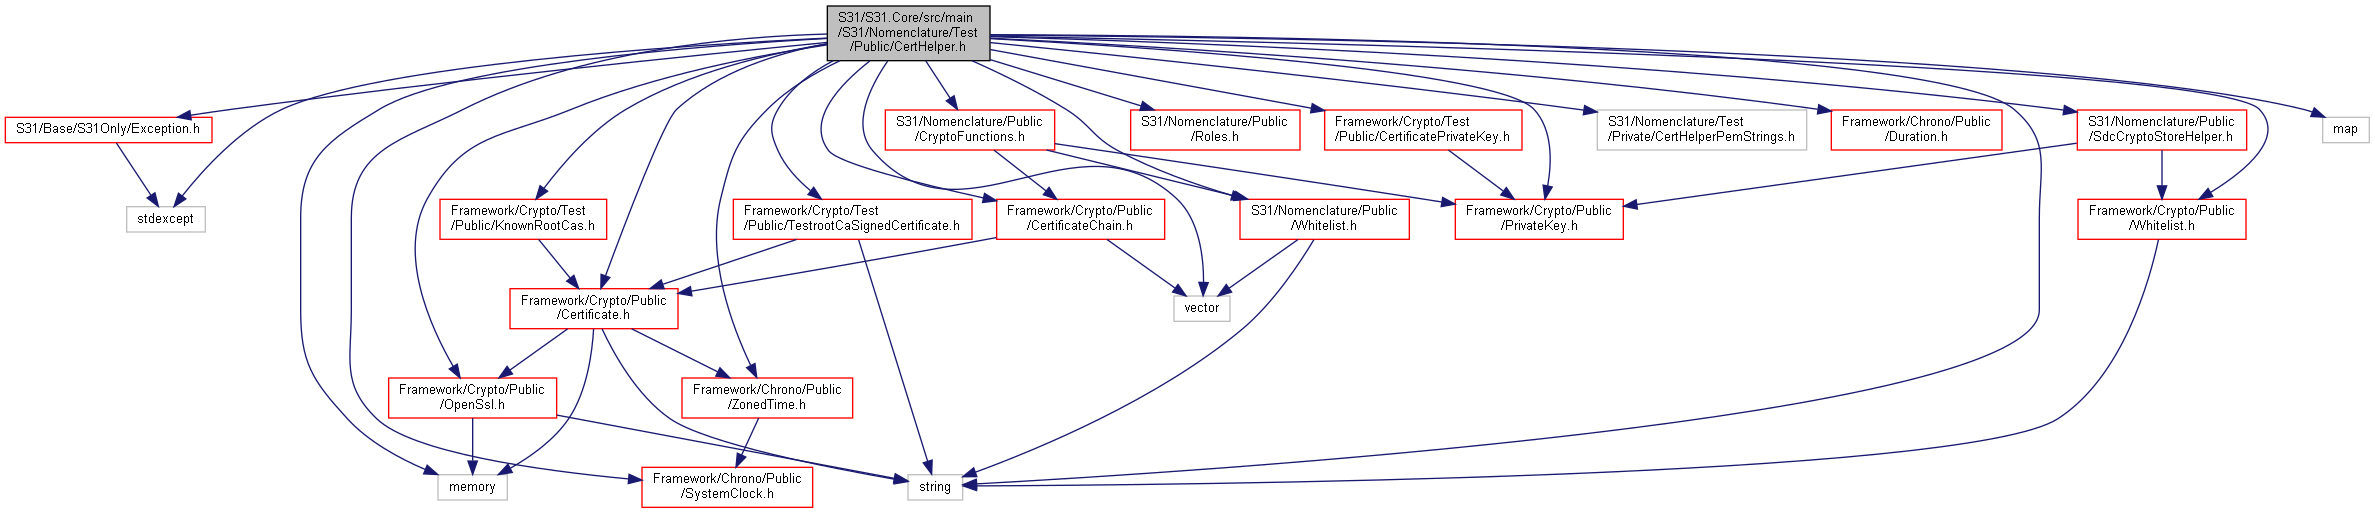 S31/S31.Core/src/main
/S31/Nomenclature/Test
/Public/CertHelper.h
S31/Base/S31Only/Exception.h
S31/Nomenclature/Public
/CryptoFunctions.h
S31/Nomenclature/Public
/Roles.h
Framework/Crypto/Test
/Public/CertificatePrivateKey.h
S31/Nomenclature/Test
/Private/CertHelperPemStrings.h
Framework/Chrono/Public
/Duration.h
S31/Nomenclature/Public
/SdcCryptoStoreHelper.h
map
stdexcept
Framework/Crypto/Test
/Public/KnownRootCas.h
Framework/Crypto/Test
/Public/TestrootCaSignedCertificate.h
Framework/Crypto/Public
/CertificateChain.h
S31/Nomenclature/Public
/Whitelist.h
Framework/Crypto/Public
/PrivateKey.h
Framework/Crypto/Public
/Whitelist.h
Framework/Crypto/Public
/Certificate.h
vector
Framework/Crypto/Public
/OpenSsl.h
Framework/Chrono/Public
/ZonedTime.h
memory
Framework/Chrono/Public
/SystemClock.h
string